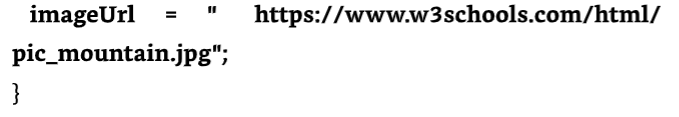 imageUrl = " https://www.w3schools.com/html/
pic_mountain.jpg";
}